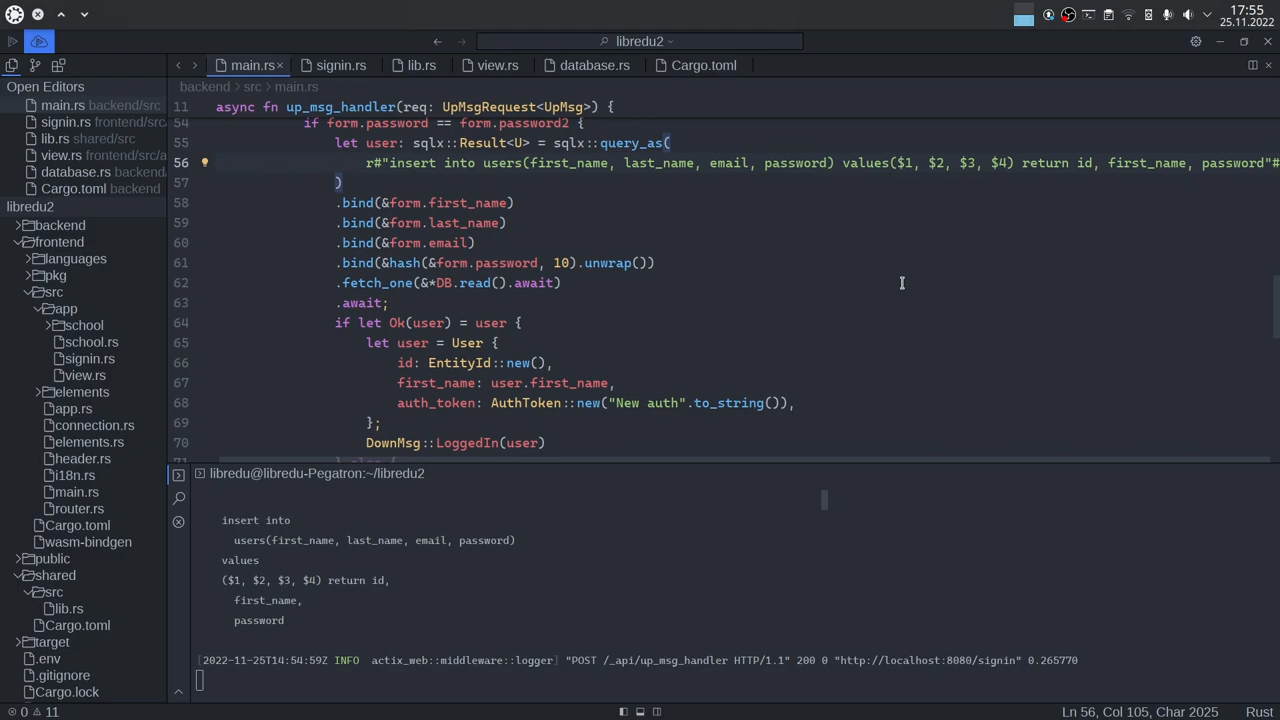 17:55
25.11.2022
libredu2
main.rs
signin.rs
lib.rs
view.rs
database.rs
Cargo.toml
Open Editors
main.rs backend/src
signin.rs frontend/src
lib.rs shared/src
view.rs frontend/src/a
database.rs backend/
Cargo.toml backend
libredu2
backend
frontend
languages
pkg
src
app
school
school.rs
signin.rs
view.rs
elements
app.rs
connection.rs
elements.rs
header.rs
i18n.rs
main.rs
router.rs
Cargo.toml
wasm-bindgen
public
shared
src
lib.rs
Cargo.toml
target
.env
.gitignore
Cargo.lock
backend › src › main.rs
11 async fn up_msg_handler(req: UpMsgRequest<UpMsg>) {
54 if form.password == form.password2 {
55 let user: sqlx::Result<U> = sqlx::query_as(
56 r#"insert into users(first_name, last_name, email, password) values($1, $2, $3, $4) return id, first_name, password"#
57 )
58 .bind(&form.first_name)
59 .bind(&form.last_name)
60 .bind(&form.email)
61 .bind(&hash(&form.password, 10).unwrap())
62 .fetch_one(&*DB.read().await)
63 .await;
64 if let Ok(user) = user {
65 let user = User {
66 id: EntityId::new(),
67 first_name: user.first_name,
68 auth_token: AuthToken::new("New auth".to_string()),
69 };
70 DownMsg::LoggedIn(user)
71 } else {
libredu@libredu-Pegatron:~/libredu2
insert into
users(first_name, last_name, email, password)
values
($1, $2, $3, $4) return id,
first_name,
password
[2022-11-25T14:54:59Z INFO actix_web::middleware::logger] "POST /_api/up_msg_handler HTTP/1.1" 200 0 "http://localhost:8080/signin" 0.265770
0 11
Ln 56, Col 105, Char 2025
Rust